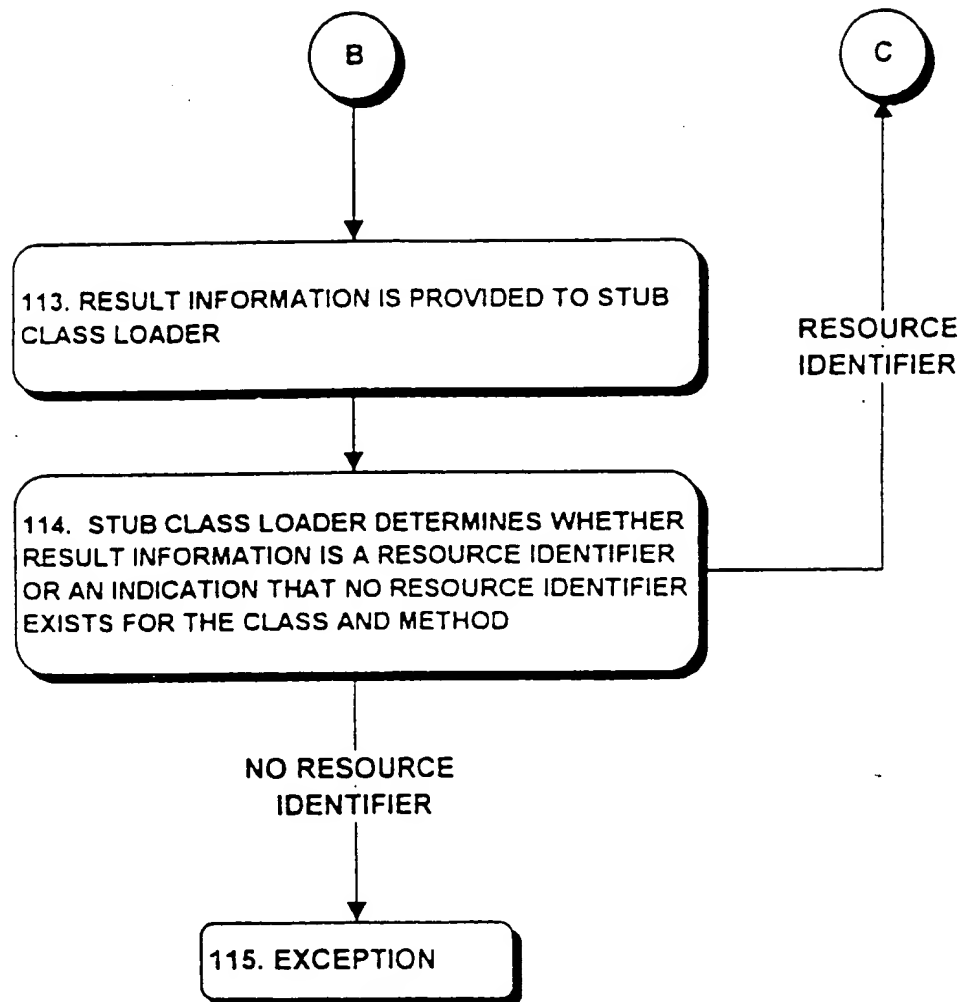 B
C
113. RESULT INFORMATION IS PROVIDED TO STUB
CLASS LOADER
RESOURCE
IDENTIFIER
114. STUB CLASS LOADER DETERMINES WHETHER
RESULT INFORMATION IS A RESOURCE IDENTIFIER
OR AN INDICATION THAT NO RESOURCE IDENTIFIER
EXISTS FOR THE CLASS AND METHOD
NO RESOURCE
IDENTIFIER
115. EXCEPTION